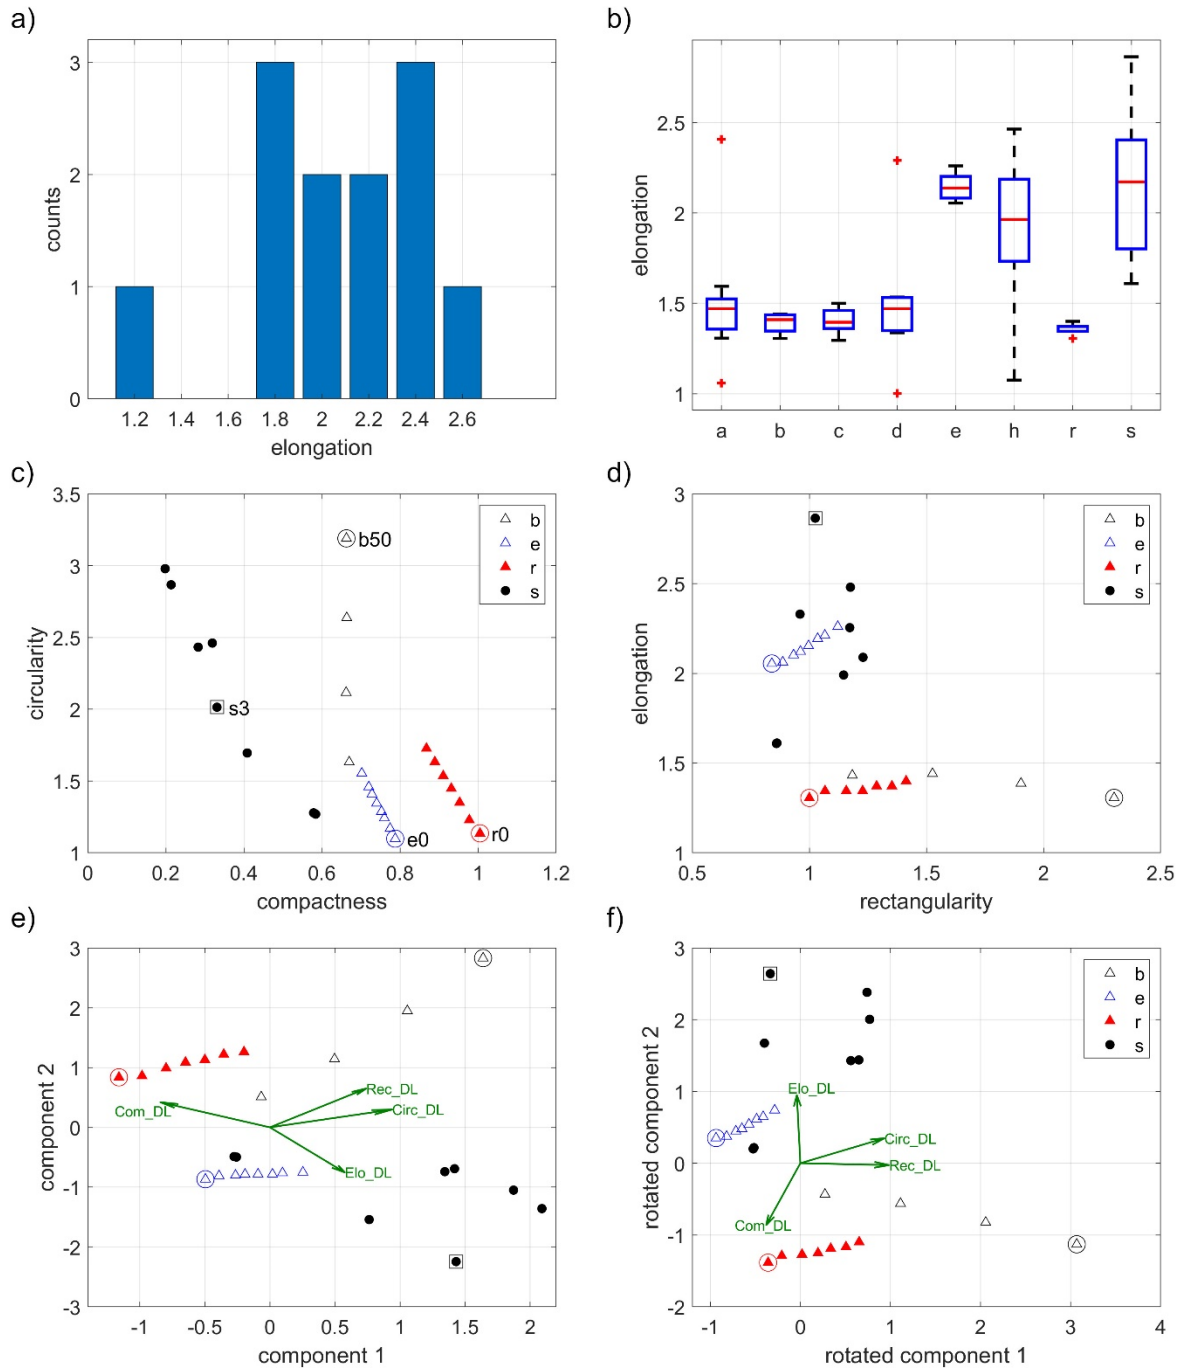 a)
3
2
1
0
counts
1.2 1.4 1.6 1.8 2 2.2 2.4 2.6
elongation
b)
2.5
2
1.5
1
elongation
a b c d e h r s
c)
3.5
3
2.5
2
1.5
1
circularity
b50
s3
e0
r0
b
e
r
s
0 0.2 0.4 0.6 0.8 1 1.2
compactness
d)
3
2.5
2
1.5
1
elongation
b
e
r
s
0.5 1 1.5 2 2.5
rectangularity
e)
3
2
1
0
-1
-2
-3
component 2
Rec_DL
Com_DL
Circ_DL
Elo_DL
-1 -0.5 0 0.5 1 1.5 2
component 1
f)
3
2
1
0
-1
-2
rotated component 2
b
e
r
s
Elo_DL
Circ_DL
Rec_DL
Com_DL
-1 0 1 2 3 4
rotated component 1